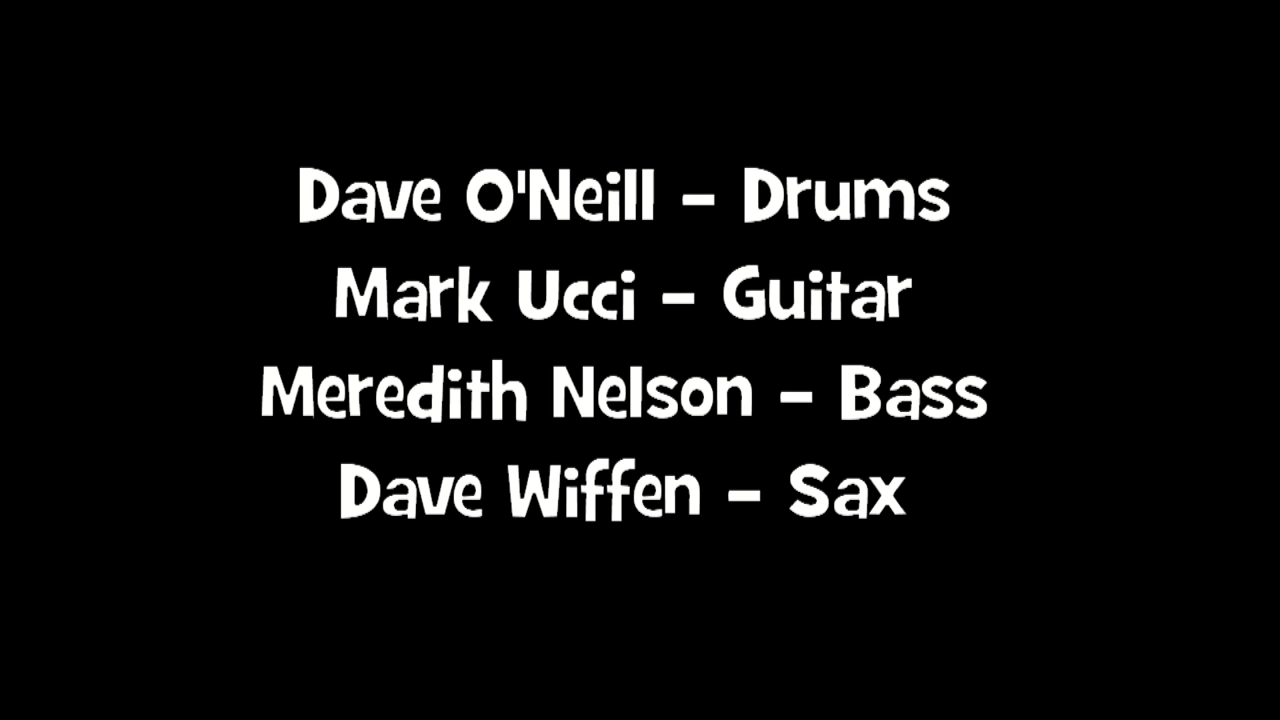 Dave O'Neill - Drums
Mark Ucci - Guitar
Meredith Nelson - Bass
Dave Wiffen - Sax